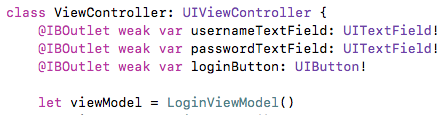 class ViewController: UIViewController {
@IBOutlet weak var usernameTextField: UITextField!
@IBOutlet weak var passwordTextField: UITextField!
@IBOutlet weak var loginButton: UIButton!
let viewModel = LoginViewModel()